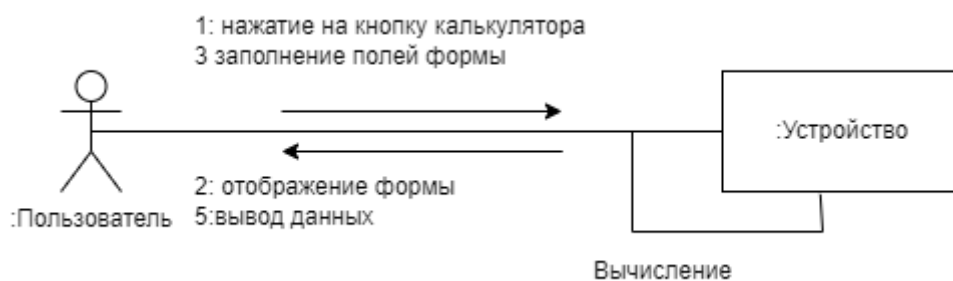 1: нажатие на кнопку калькулятора
3 заполнение полей формы
:Устройство
2: отображение формы
5:вывод данных
:Пользователь
Вычисление